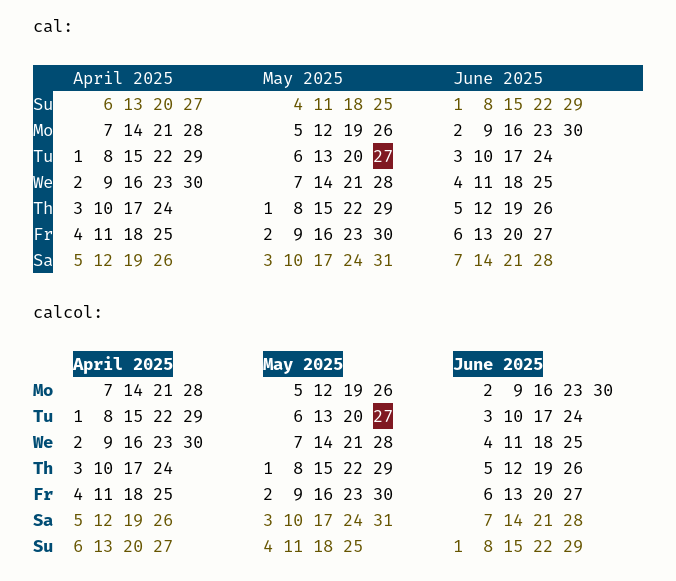 cal:
    April 2025         May 2025           June 2025
Su     6 13 20 27         4 11 18 25      1  8 15 22 29
Mo     7 14 21 28         5 12 19 26      2  9 16 23 30
Tu  1  8 15 22 29         6 13 20 27      3 10 17 24
We  2  9 16 23 30         7 14 21 28      4 11 18 25
Th  3 10 17 24         1  8 15 22 29      5 12 19 26
Fr  4 11 18 25         2  9 16 23 30      6 13 20 27
Sa  5 12 19 26         3 10 17 24 31      7 14 21 28
calcol:
    April 2025         May 2025           June 2025
Mo     7 14 21 28         5 12 19 26         2  9 16 23 30
Tu  1  8 15 22 29         6 13 20 27         3 10 17 24
We  2  9 16 23 30         7 14 21 28         4 11 18 25
Th  3 10 17 24         1  8 15 22 29         5 12 19 26
Fr  4 11 18 25         2  9 16 23 30         6 13 20 27
Sa  5 12 19 26         3 10 17 24 31         7 14 21 28
Su  6 13 20 27         4 11 18 25         1  8 15 22 29